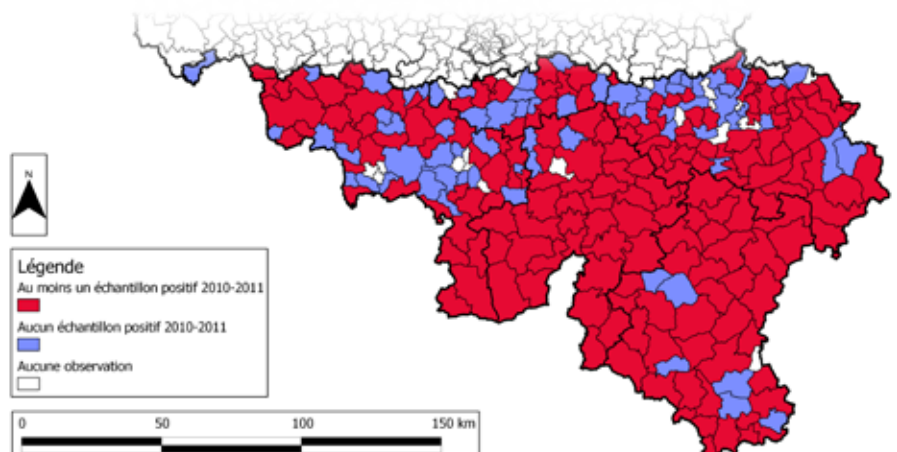 N
Légende
Au moins un échantillon positif 2010-2011
Aucun échantillon positif 2010-2011
Aucune observation
0 50 100 150 km